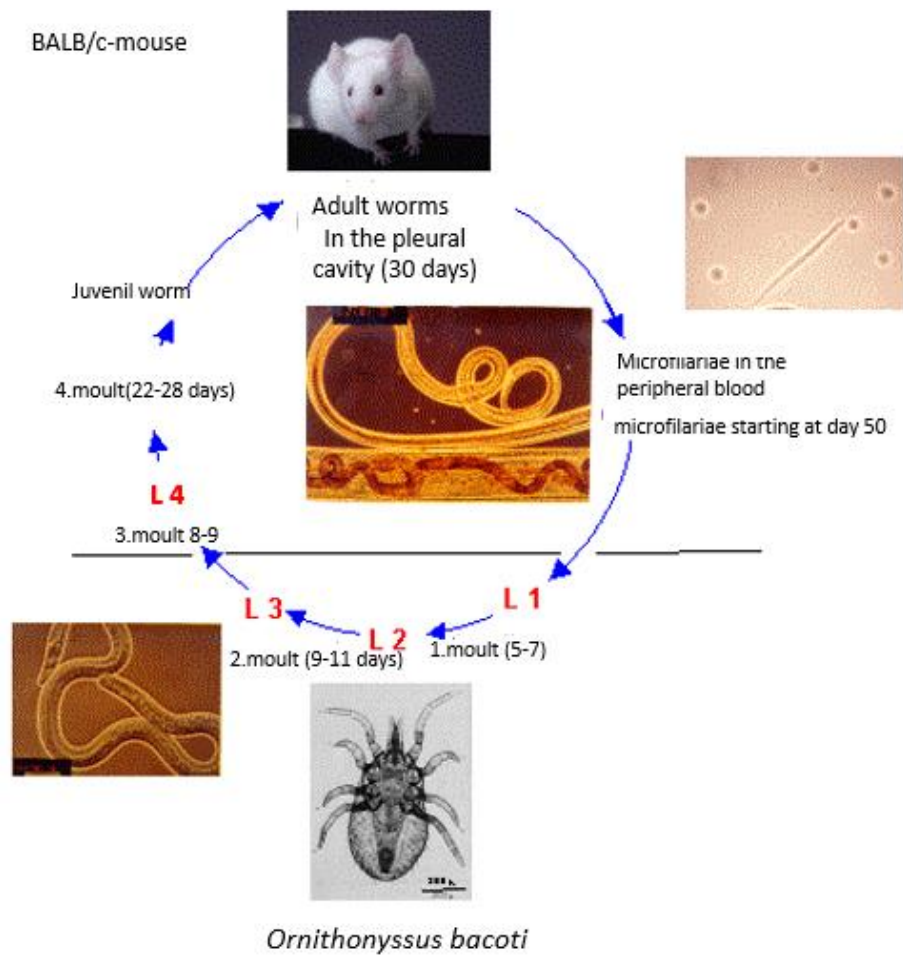 BALB/c-mouse
Adult worms
In the pleural
cavity (30 days)
Juvenil worm
Microfilariae in the
peripheral blood
microfilariae starting at day 50
4.moult(22-28 days)
L 4
3.moult 8-9
L 1
L 3
L 2
1.moult (5-7)
2.moult (9-11 days)
Ornithonyssus bacoti